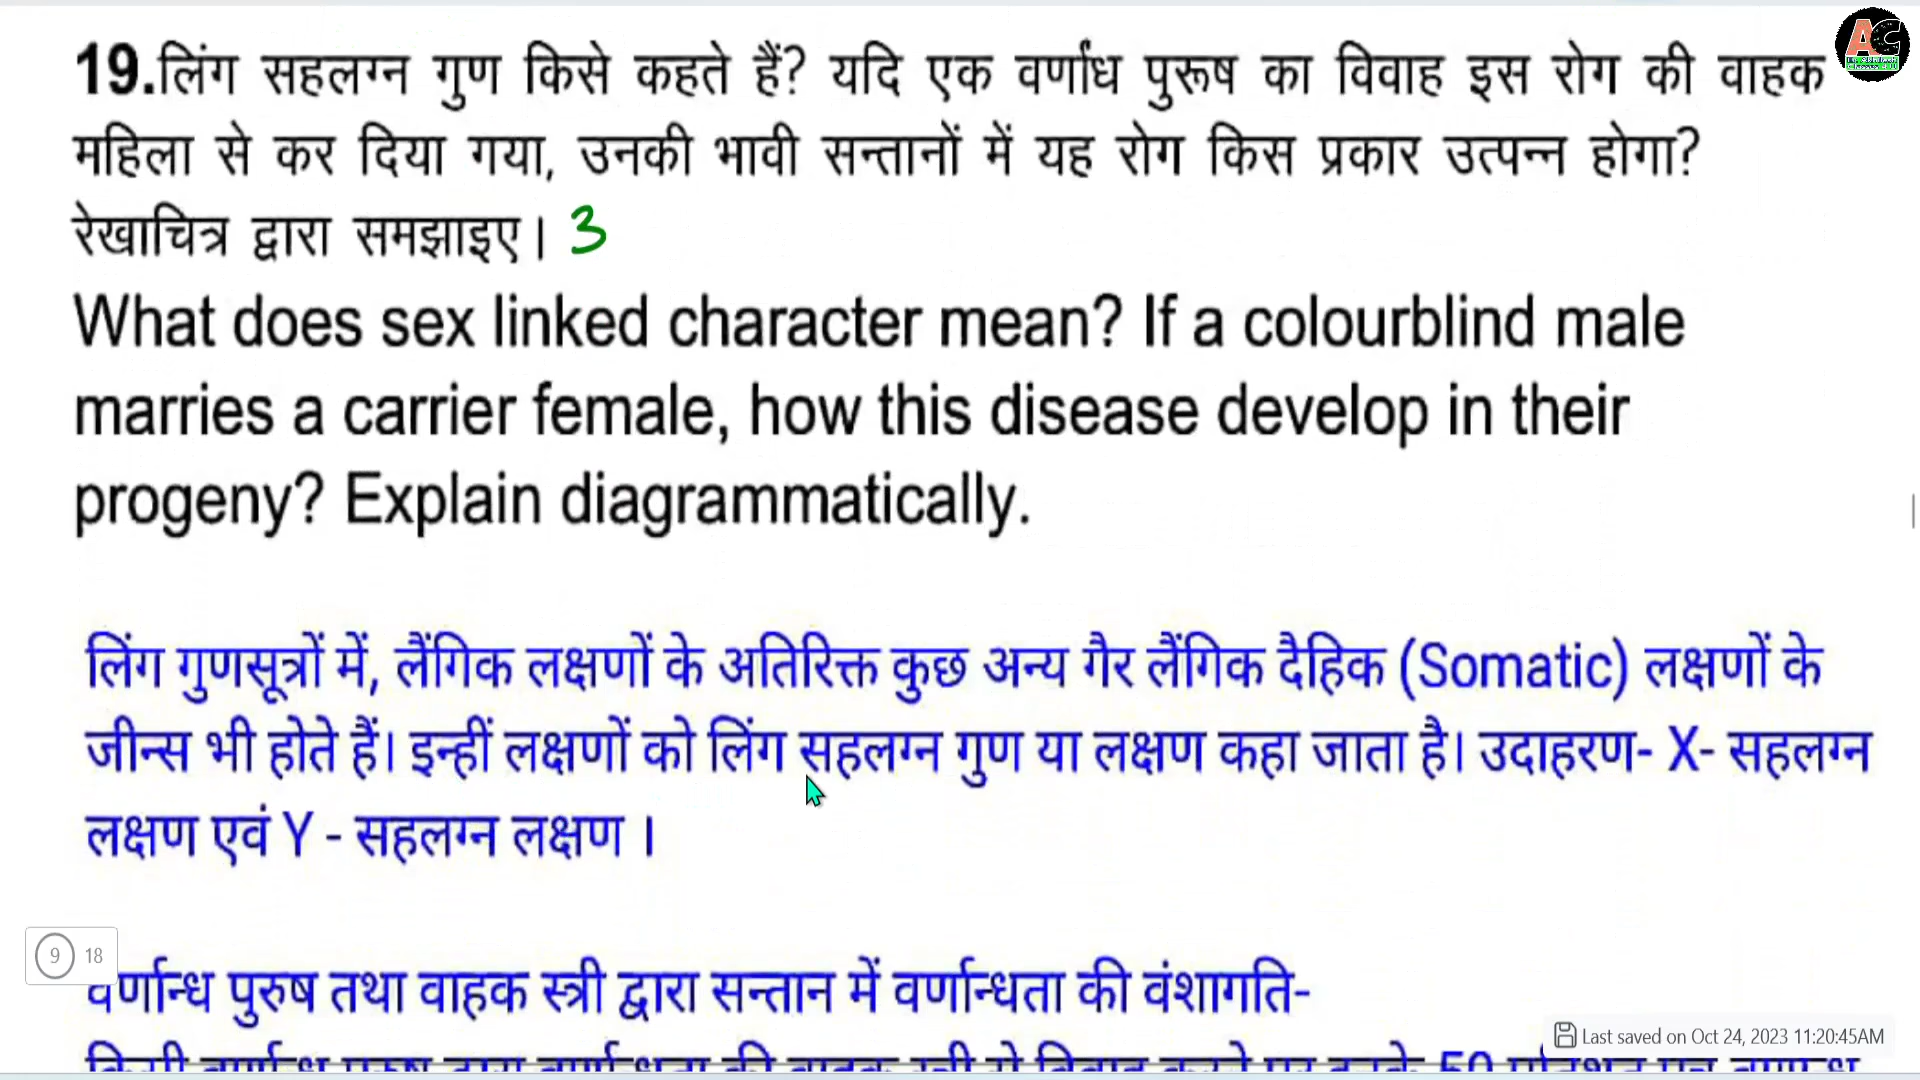 19.लिंग सहलग्न गुण किसे कहते हैं? यदि एक वर्णांध पुरूष का विवाह इस रोग की वाहक
महिला से कर दिया गया, उनकी भावी सन्तानों में यह रोग किस प्रकार उत्पन्न होगा?
रेखाचित्र द्वारा समझाइए। 3
What does sex linked character mean? If a colourblind male
marries a carrier female, how this disease develop in their
progeny? Explain diagrammatically.
लिंग गुणसूत्रों में, लैंगिक लक्षणों के अतिरिक्त कुछ अन्य गैर लैंगिक दैहिक (Somatic) लक्षणों के
जीन्स भी होते हैं। इन्हीं लक्षणों को लिंग सहलग्न गुण या लक्षण कहा जाता है। उदाहरण- X- सहलग्न
लक्षण एवं Y - सहलग्न लक्षण ।
9 18
वर्णान्ध पुरुष तथा वाहक स्त्री द्वारा सन्तान में वर्णान्धता की वंशागति-
Last saved on Oct 24, 2023 11:20:45AM
AC